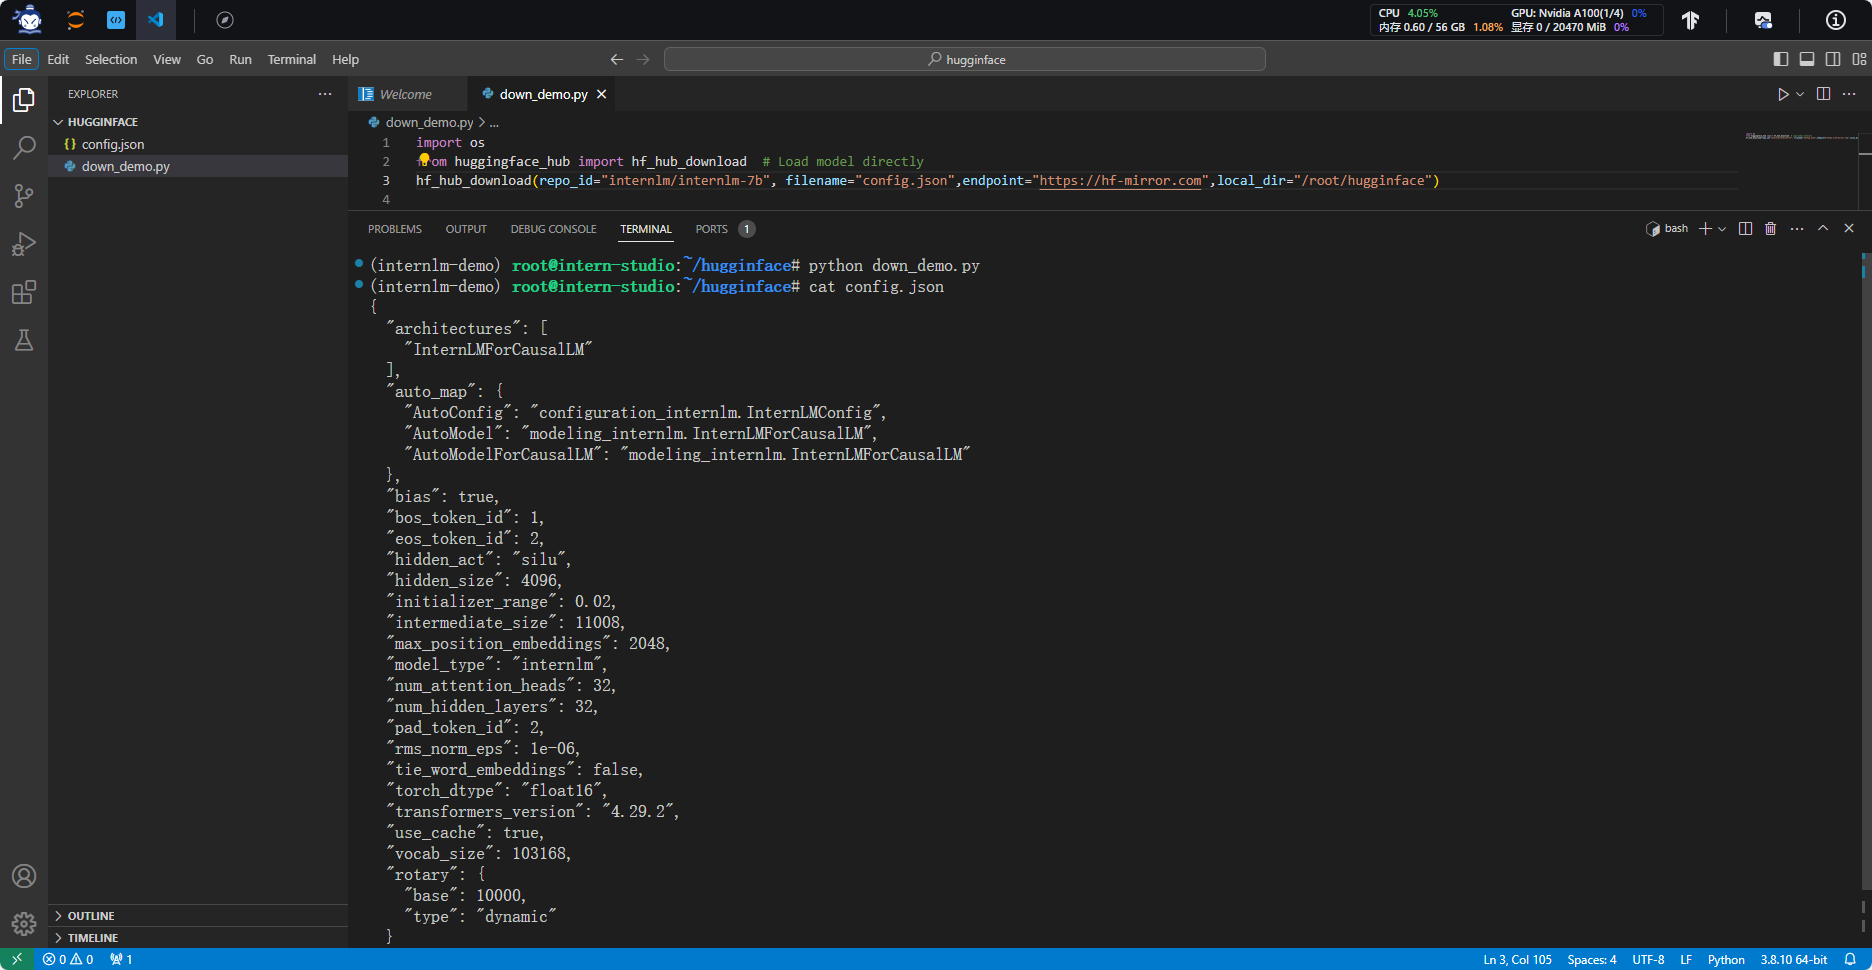 CPU 4.05% GPU: Nvidia A100(1/4) 0%
内存 0.60 / 56 GB 1.08% 显存 0 / 20470 MiB 0%
File Edit Selection View Go Run Terminal Help
hugginface
EXPLORER
HUGGINFACE
config.json
down_demo.py
OUTLINE
TIMELINE
Welcome
down_demo.py
down_demo.py > ...
1 import os
2 from huggingface_hub import hf_hub_download # Load model directly
3 hf_hub_download(repo_id="internlm/internlm-7b", filename="config.json",endpoint="https://hf-mirror.com",local_dir="/root/hugginface")
4
PROBLEMS OUTPUT DEBUG CONSOLE TERMINAL PORTS 1
bash
(internlm-demo) root@intern-studio:~/hugginface# python down_demo.py
(internlm-demo) root@intern-studio:~/hugginface# cat config.json
{
"architectures": [
"InternLMForCausalLM"
],
"auto_map": {
"AutoConfig": "configuration_internlm.InternLMConfig",
"AutoModel": "modeling_internlm.InternLMForCausalLM",
"AutoModelForCausalLM": "modeling_internlm.InternLMForCausalLM"
},
"bias": true,
"bos_token_id": 1,
"eos_token_id": 2,
"hidden_act": "silu",
"hidden_size": 4096,
"initializer_range": 0.02,
"intermediate_size": 11008,
"max_position_embeddings": 2048,
"model_type": "internlm",
"num_attention_heads": 32,
"num_hidden_layers": 32,
"pad_token_id": 2,
"rms_norm_eps": 1e-06,
"tie_word_embeddings": false,
"torch_dtype": "float16",
"transformers_version": "4.29.2",
"use_cache": true,
"vocab_size": 103168,
"rotary": {
"base": 10000,
"type": "dynamic"
}
0 0 1
Ln 3, Col 105 Spaces: 4 UTF-8 LF Python 3.8.10 64-bit